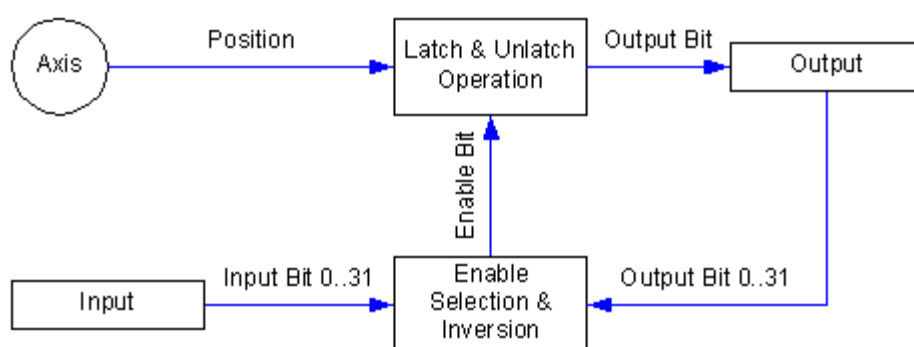 Position
Axis
Latch & Unlatch
Operation
Output Bit
Output
Enable Bit
Input
Input Bit 0..31
Enable
Selection &
Inversion
Output Bit 0..31